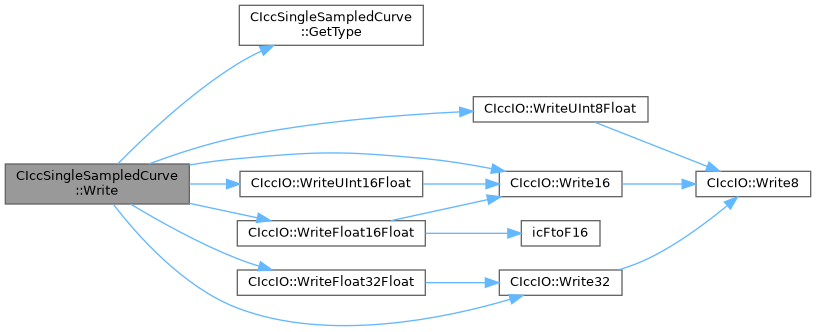 CIccSingleSampledCurve
::GetType
CIccIO::WriteUInt8Float
CIccSingleSampledCurve
::Write
CIccIO::WriteUInt16Float
CIccIO::Write16
CIccIO::Write8
CIccIO::WriteFloat16Float
icFtoF16
CIccIO::WriteFloat32Float
CIccIO::Write32